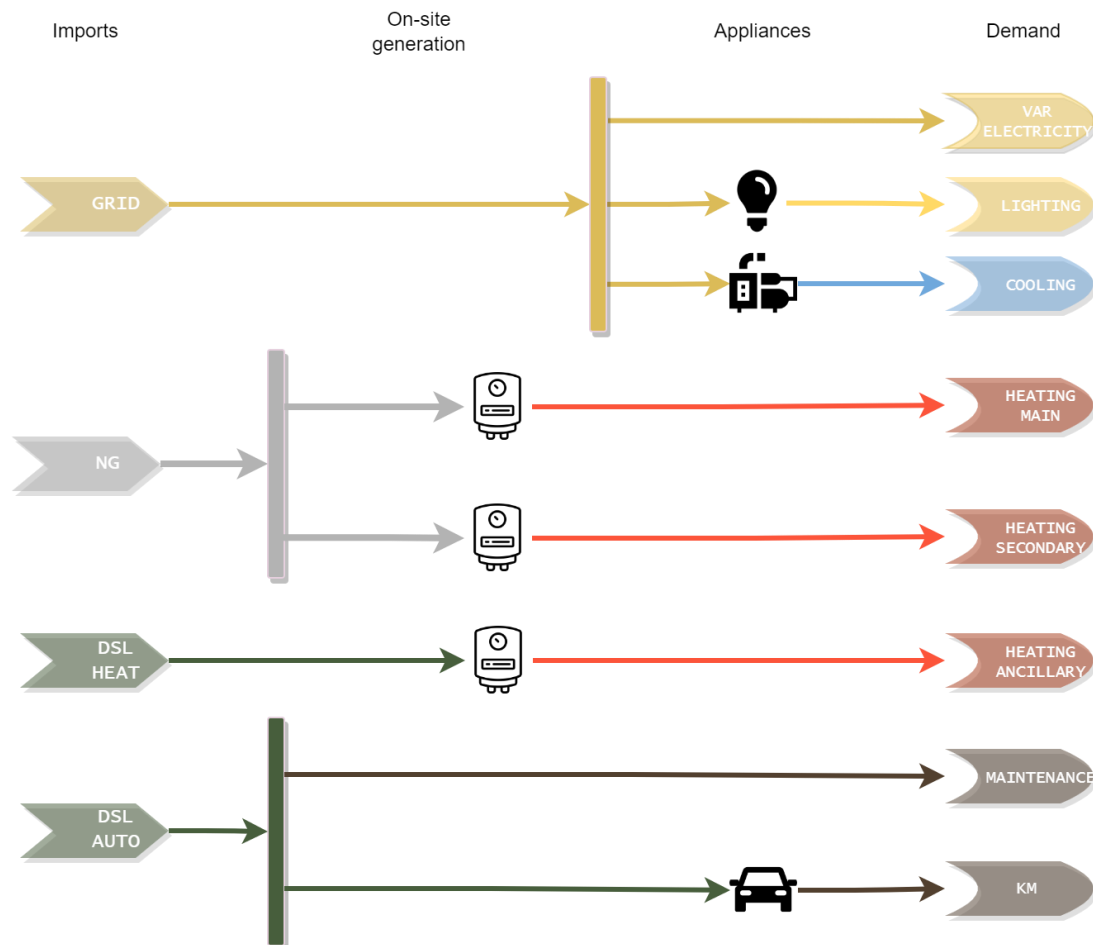 Imports
On-site
generation
Appliances
Demand
VAR
ELECTRICITY
GRID
LIGHTING
COOLING
HEATING
MAIN
NG
HEATING
SECONDARY
DSL
HEAT
HEATING
ANCILLARY
MAINTENANCE
DSL
AUTO
KM